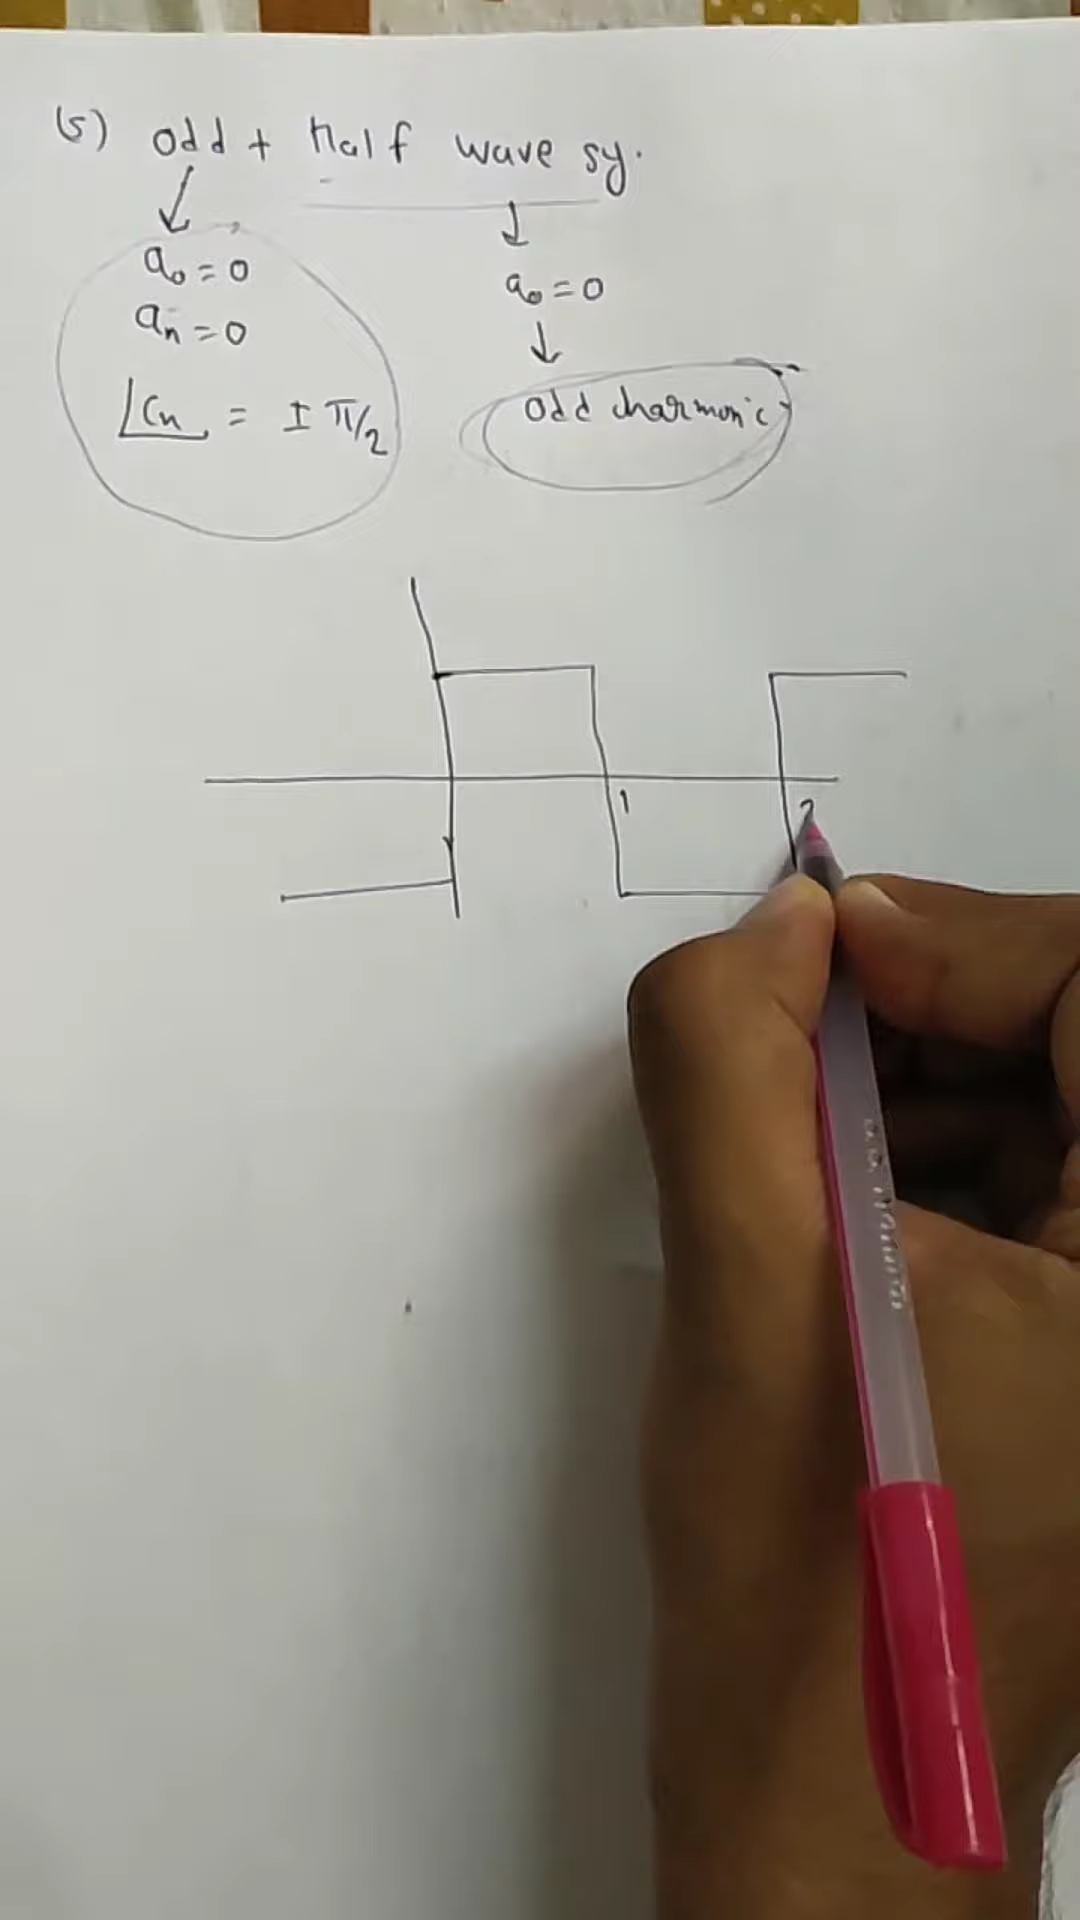 (5) odd + Half wave sy.
↓ ↓
a₀ = 0
aₙ = 0
∠Cₙ = ± π/2
a₀ = 0
↓
odd harmonic
1
2